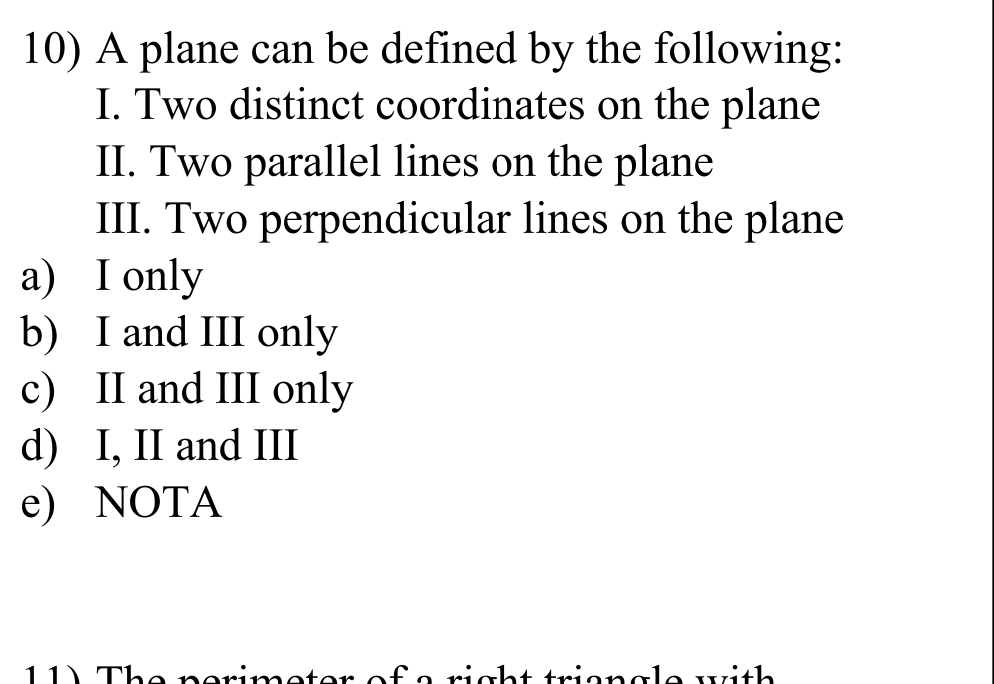 10) A plane can be defined by the following:
I. Two distinct coordinates on the plane
II. Two parallel lines on the plane
III. Two perpendicular lines on the plane
a) I only
b) I and III only
c) II and III only
d) I, II and III
e) NOTA
11) The perimeter of a right triangle with